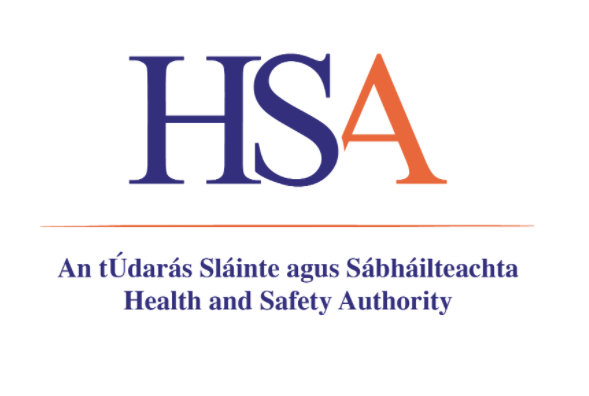 HSA
An tÚdarás Sláinte agus Sábháilteachta
Health and Safety Authority